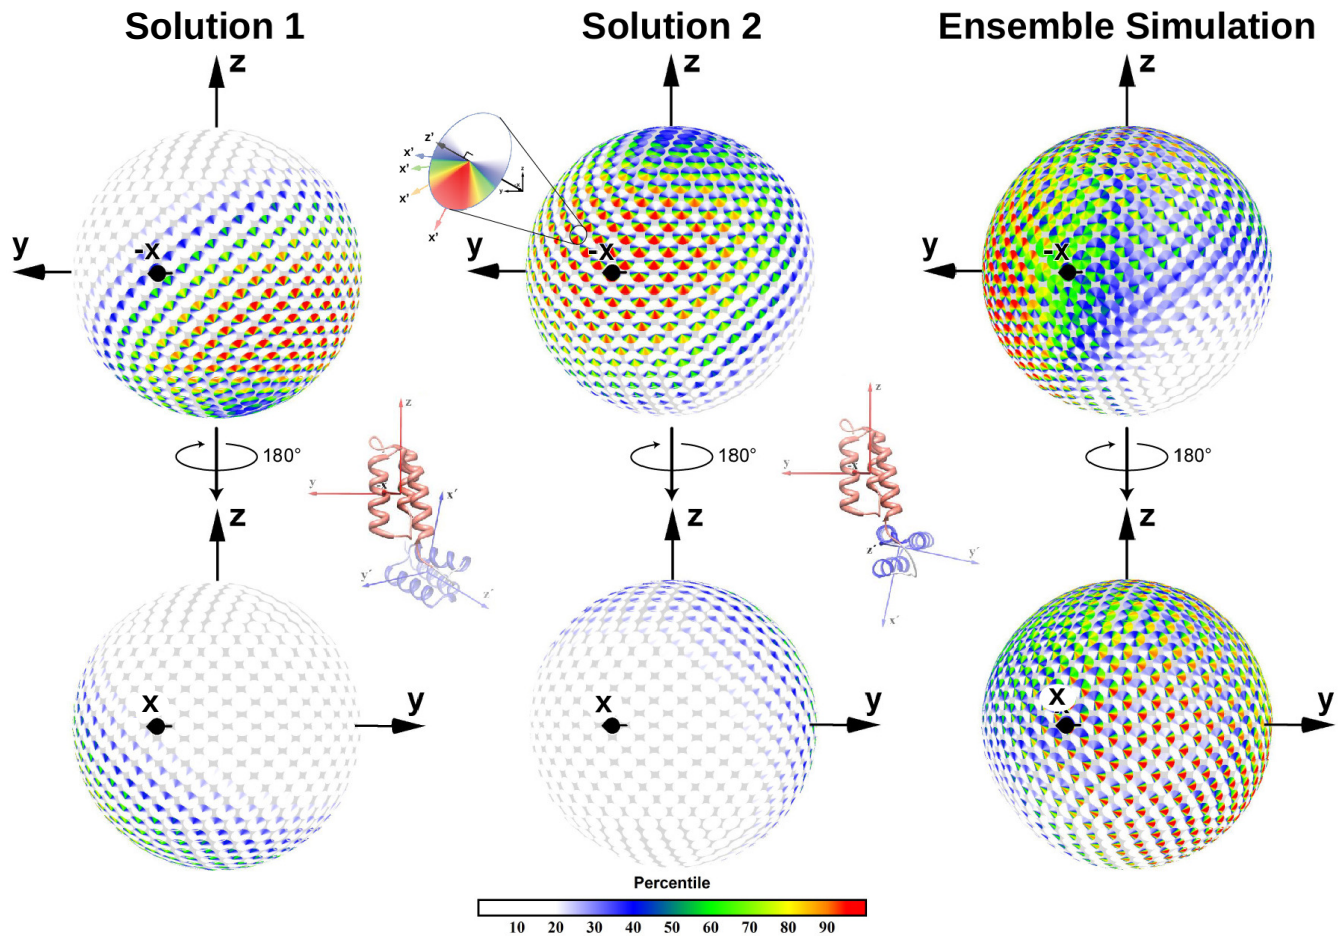 Solution 1
Solution 2
Ensemble Simulation
z
z
z
z'
x'
x'
x'
x'
z
y
x
y
-x
y
-x
y
-x
180°
180°
180°
z
y
-x
x′
y′
z′
z
y
-x
z′
y′
x′
z
z
z
x
y
x
y
x
y
Percentile
10 20 30 40 50 60 70 80 90